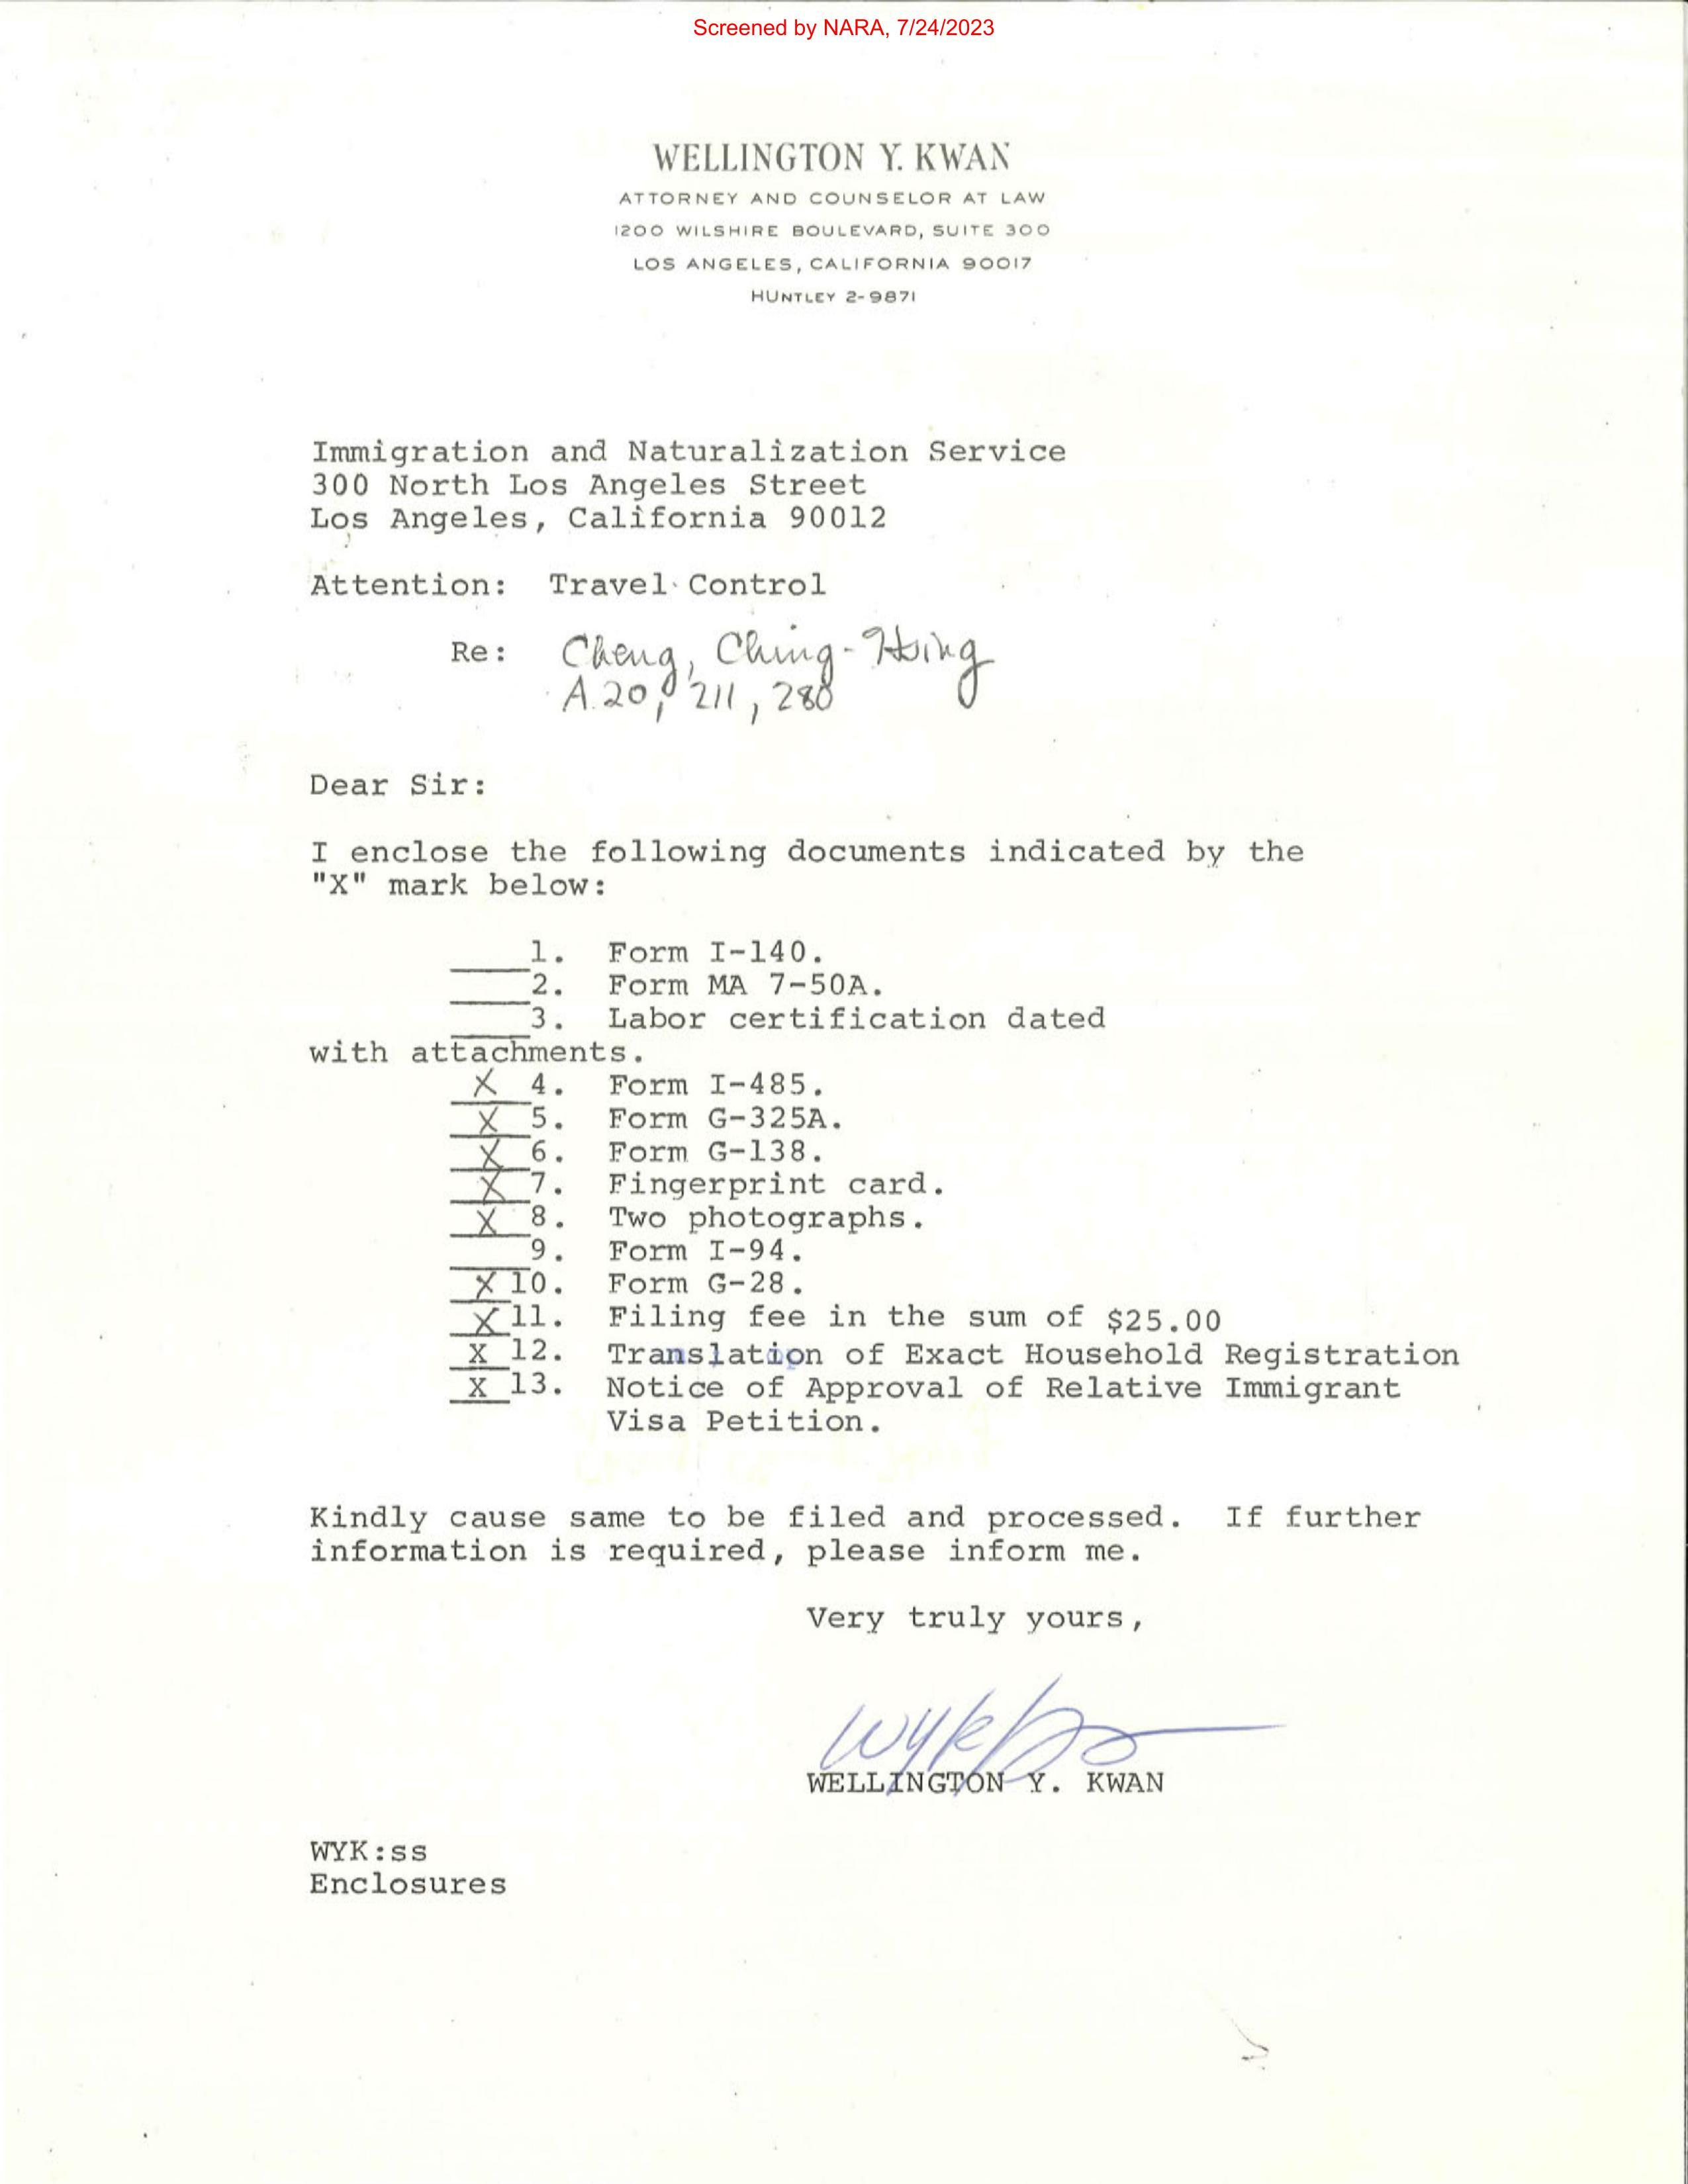 Screened by NARA, 7/24/2023
WELLINGTON Y. KWAN
ATTORNEY AND COUNSELOR AT LAW
1200 WILSHIRE BOULEVARD, SUITE 300
LOS ANGELES, CALIFORNIA 90017
HUNTLEY 2-9871
Immigration and Naturalization Service
300 North Los Angeles Street
Los Angeles, California 90012
Attention: Travel Control
Re: Cheng, Ching-Hsing
A.20, 211, 280
Dear Sir:
I enclose the following documents indicated by the
"X" mark below:
____1. Form I-140.
____2. Form MA 7-50A.
____3. Labor certification dated
with attachments.
X 4. Form I-485.
X 5. Form G-325A.
X 6. Form G-138.
X 7. Fingerprint card.
X 8. Two photographs.
____9. Form I-94.
X 10. Form G-28.
X 11. Filing fee in the sum of $25.00
X 12. Translation of Exact Household Registration
X 13. Notice of Approval of Relative Immigrant
Visa Petition.
Kindly cause same to be filed and processed. If further
information is required, please inform me.
Very truly yours,
WELLINGTON Y. KWAN
WYK:ss
Enclosures